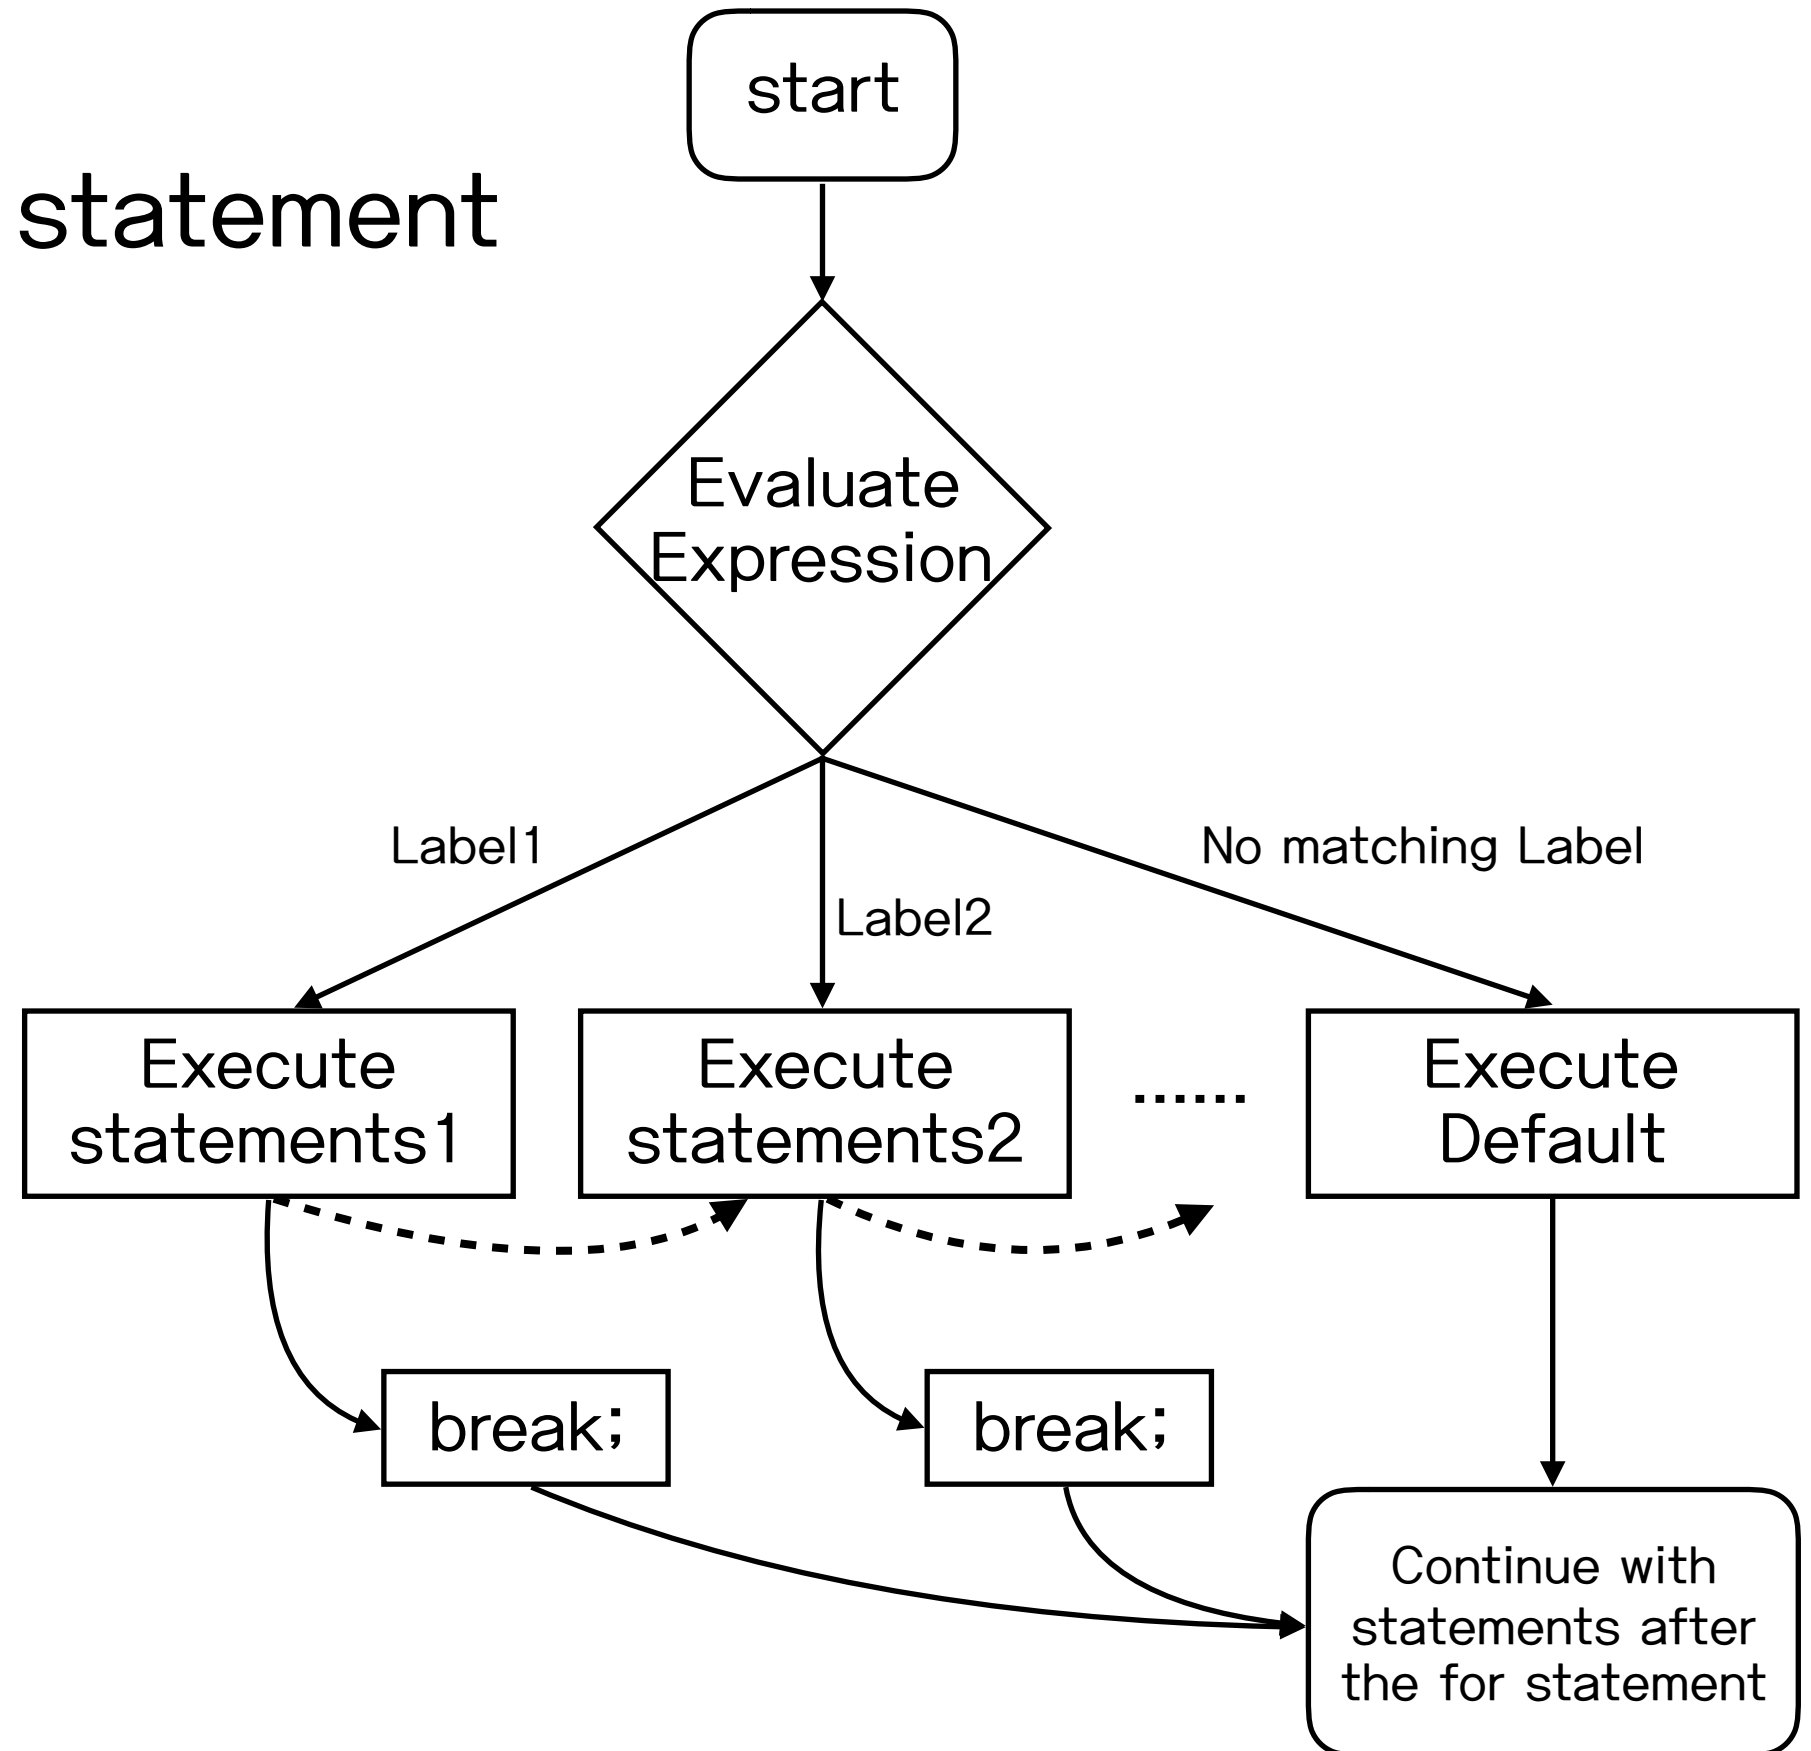 start
statement
Evaluate
Expression
Label1
No matching Label
Label2
Execute
statements1
Execute
statements2
......
Execute
Default
break;
break;
Continue with
statements after
the for statement